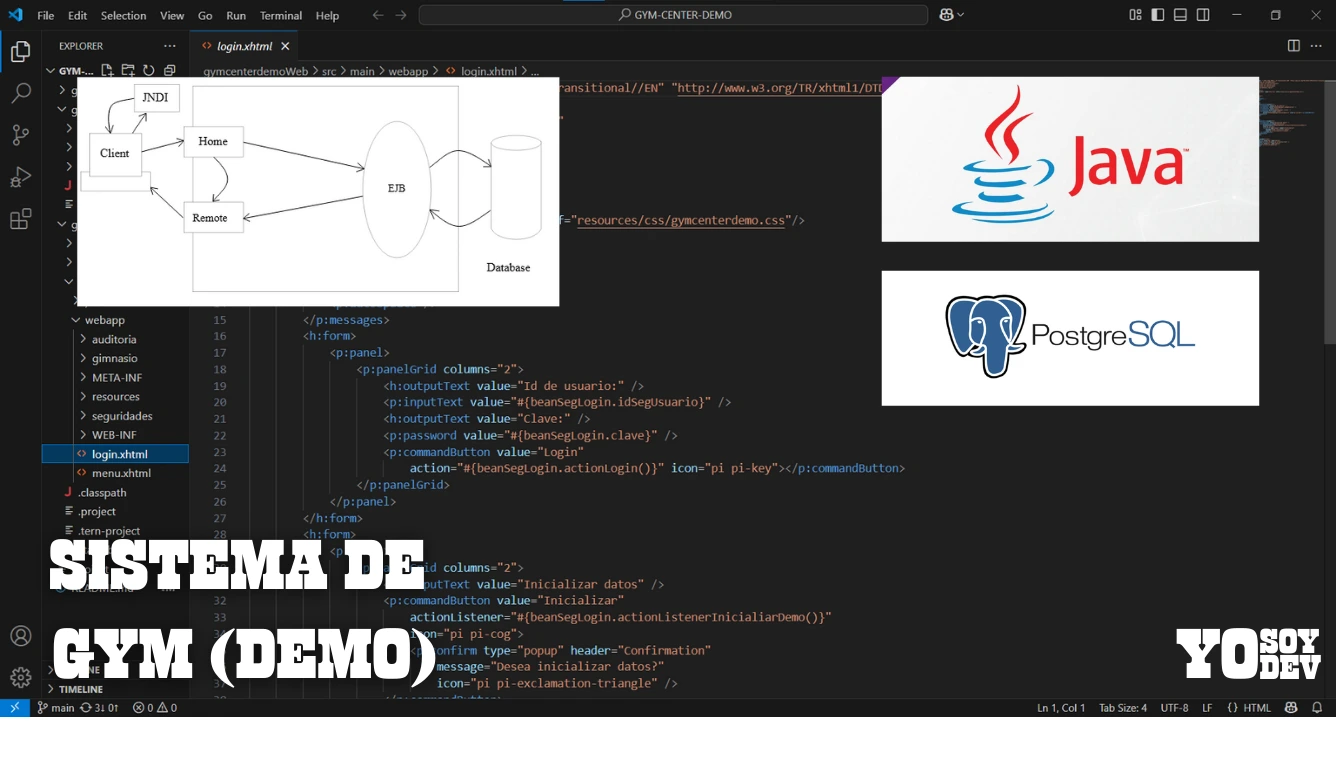 File Edit Selection View Go Run Terminal Help GYM-CENTER-DEMO
EXPLORER
login.xhtml
GYM-...
gymcenterdemoWeb > src > main > webapp > login.xhtml > ...
JNDI
Client
Home
Remote
EJB
Database
ransitional//EN" "http://www.w3.org/TR/xhtml1/DTD
Java
="resources/css/gymcenterdemo.css"/>
PostgreSQL
webapp
auditoria
gimnasio
META-INF
resources
seguridades
WEB-INF
login.xhtml
menu.xhtml
.classpath
.project
.tern-project
README.md
15 </p:messages>
16 <h:form>
17 <p:panel>
18 <p:panelGrid columns="2">
19 <h:outputText value="Id de usuario:" />
20 <p:inputText value="#{beanSegLogin.idSegUsuario}" />
21 <h:outputText value="Clave:" />
22 <p:password value="#{beanSegLogin.clave}" />
23 <p:commandButton value="Login"
24 action="#{beanSegLogin.actionLogin()}" icon="pi pi-key"></p:commandButton>
25 </p:panelGrid>
26 </p:panel>
27 </h:form>
28 <h:form>
columns="2">
value="Inicializar datos" />
32 <p:commandButton value="Inicializar"
33 actionListener="#{beanSegLogin.actionListenerInicialiarDemo()}"
icon="pi pi-cog">
type="popup" header="Confirmation"
message="Desea inicializar datos?"
icon="pi pi-exclamation-triangle" />
SISTEMA DE
GYM (DEMO)
YO SOY DEV
TIMELINE
main 3↓ 0↑ 0 0 Ln 1, Col 1 Tab Size: 4 UTF-8 LF {} HTML